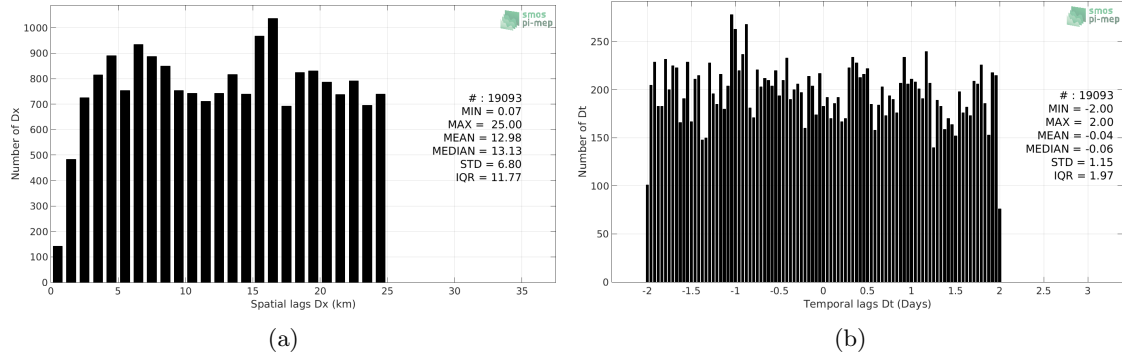 1000
900
800
700
600
500
400
300
200
100
0
Number of Dx
0 5 10 15 20 25 30 35
Spatial lags Dx (km)
smos
pi-mep
# : 19093
MIN = 0.07
MAX = 25.00
MEAN = 12.98
MEDIAN = 13.13
STD = 6.80
IQR = 11.77
(a)
250
200
150
100
50
0
Number of Dt
-2 -1.5 -1 -0.5 0 0.5 1 1.5 2 2.5 3
Temporal lags Dt (Days)
smos
pi-mep
# : 19093
MIN = -2.00
MAX = 2.00
MEAN = -0.04
MEDIAN = -0.06
STD = 1.15
IQR = 1.97
(b)